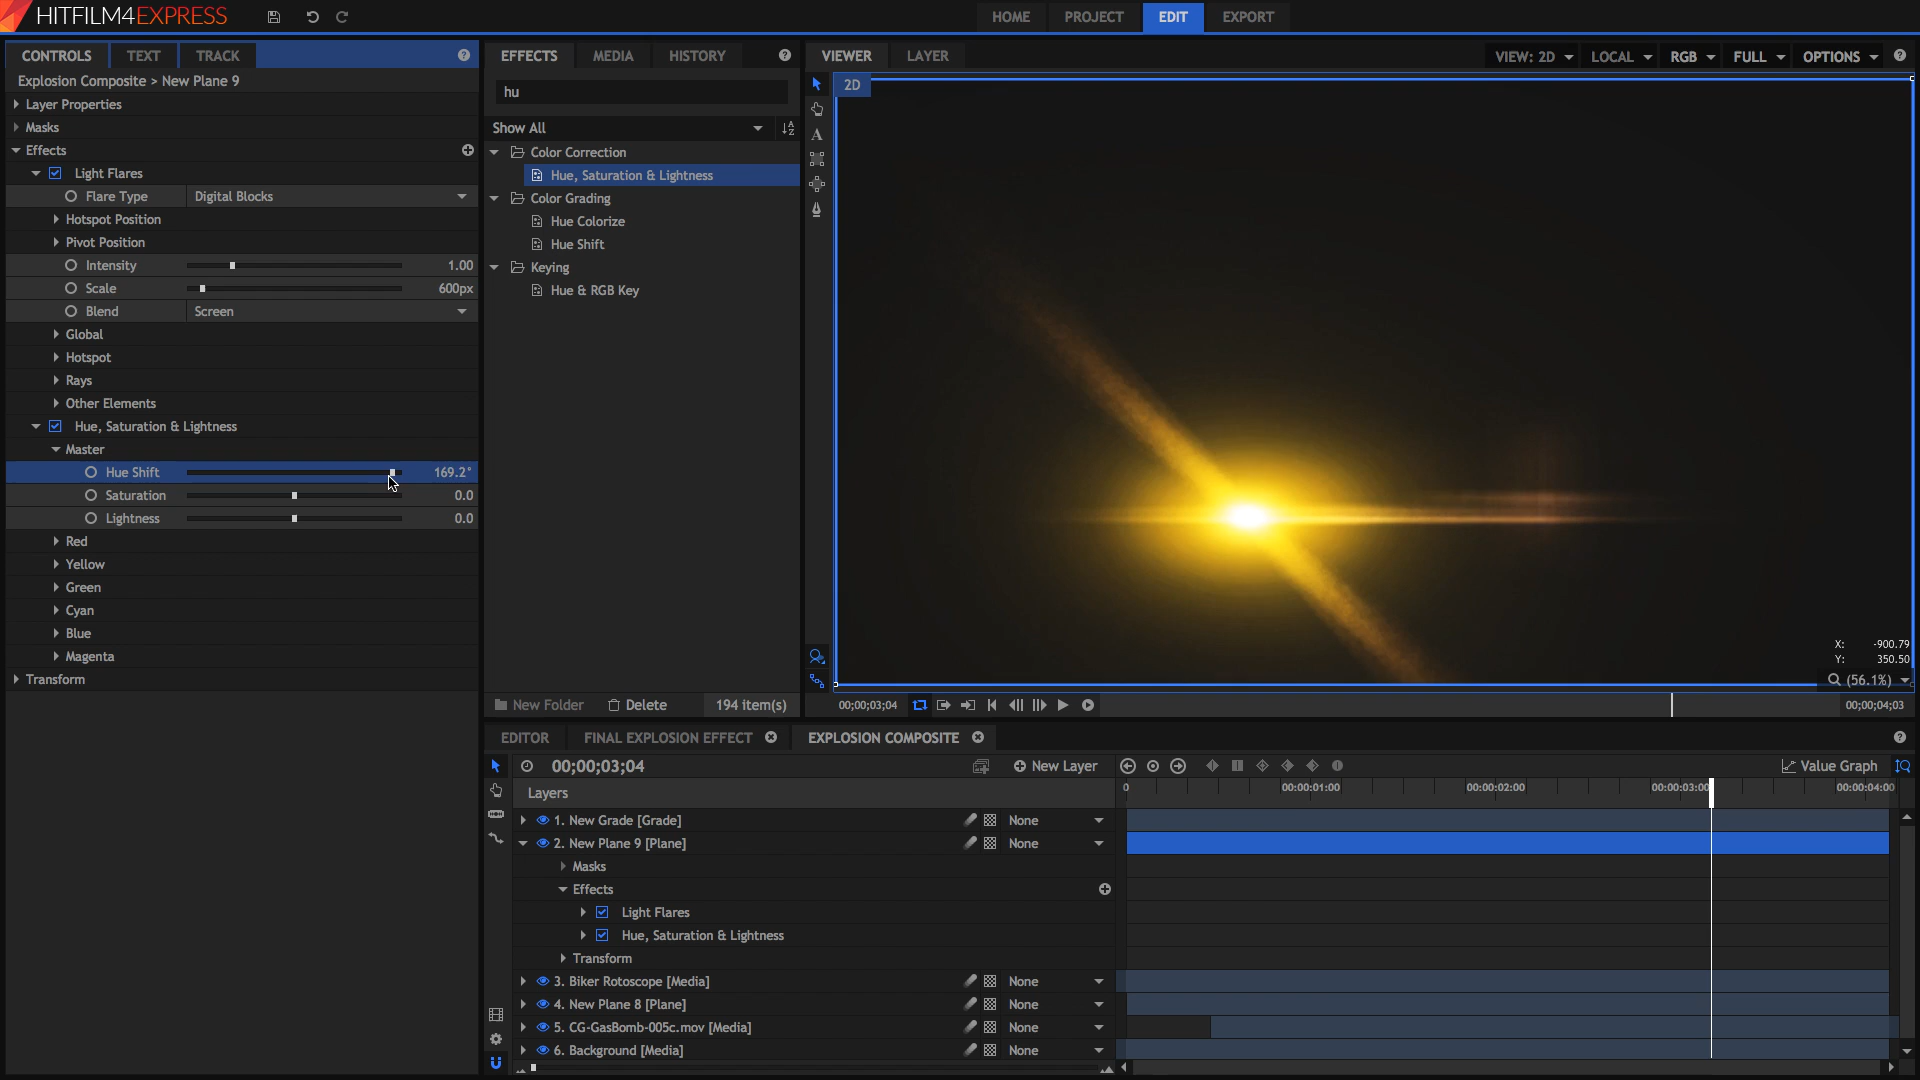 HITFILM4EXPRESS
HOME PROJECT EDIT EXPORT
CONTROLS TEXT TRACK
Explosion Composite > New Plane 9
Layer Properties
Masks
Effects
Light Flares
Flare Type Digital Blocks
Hotspot Position
Pivot Position
Intensity 1.00
Scale 600px
Blend Screen
Global
Hotspot
Rays
Other Elements
Hue, Saturation & Lightness
Master
Hue Shift 169.2°
Saturation 0.0
Lightness 0.0
Red
Yellow
Green
Cyan
Blue
Magenta
Transform
EFFECTS MEDIA HISTORY
hu
Show All
Color Correction
Hue, Saturation & Lightness
Color Grading
Hue Colorize
Hue Shift
Keying
Hue & RGB Key
New Folder Delete 194 item(s)
VIEWER LAYER
VIEW: 2D LOCAL RGB FULL OPTIONS
2D
X: -900.79
Y: 350.50
(56.1%)
00;00;03;04 00;00;04;03
EDITOR FINAL EXPLOSION EFFECT EXPLOSION COMPOSITE
00;00;03;04 New Layer Value Graph
Layers
0 00:00:01:00 00:00:02:00 00:00:03:00 00:00:04:00
1. New Grade [Grade] None
2. New Plane 9 [Plane] None
Masks
Effects
Light Flares
Hue, Saturation & Lightness
Transform
3. Biker Rotoscope [Media] None
4. New Plane 8 [Plane] None
5. CG-GasBomb-005c.mov [Media] None
6. Background [Media] None